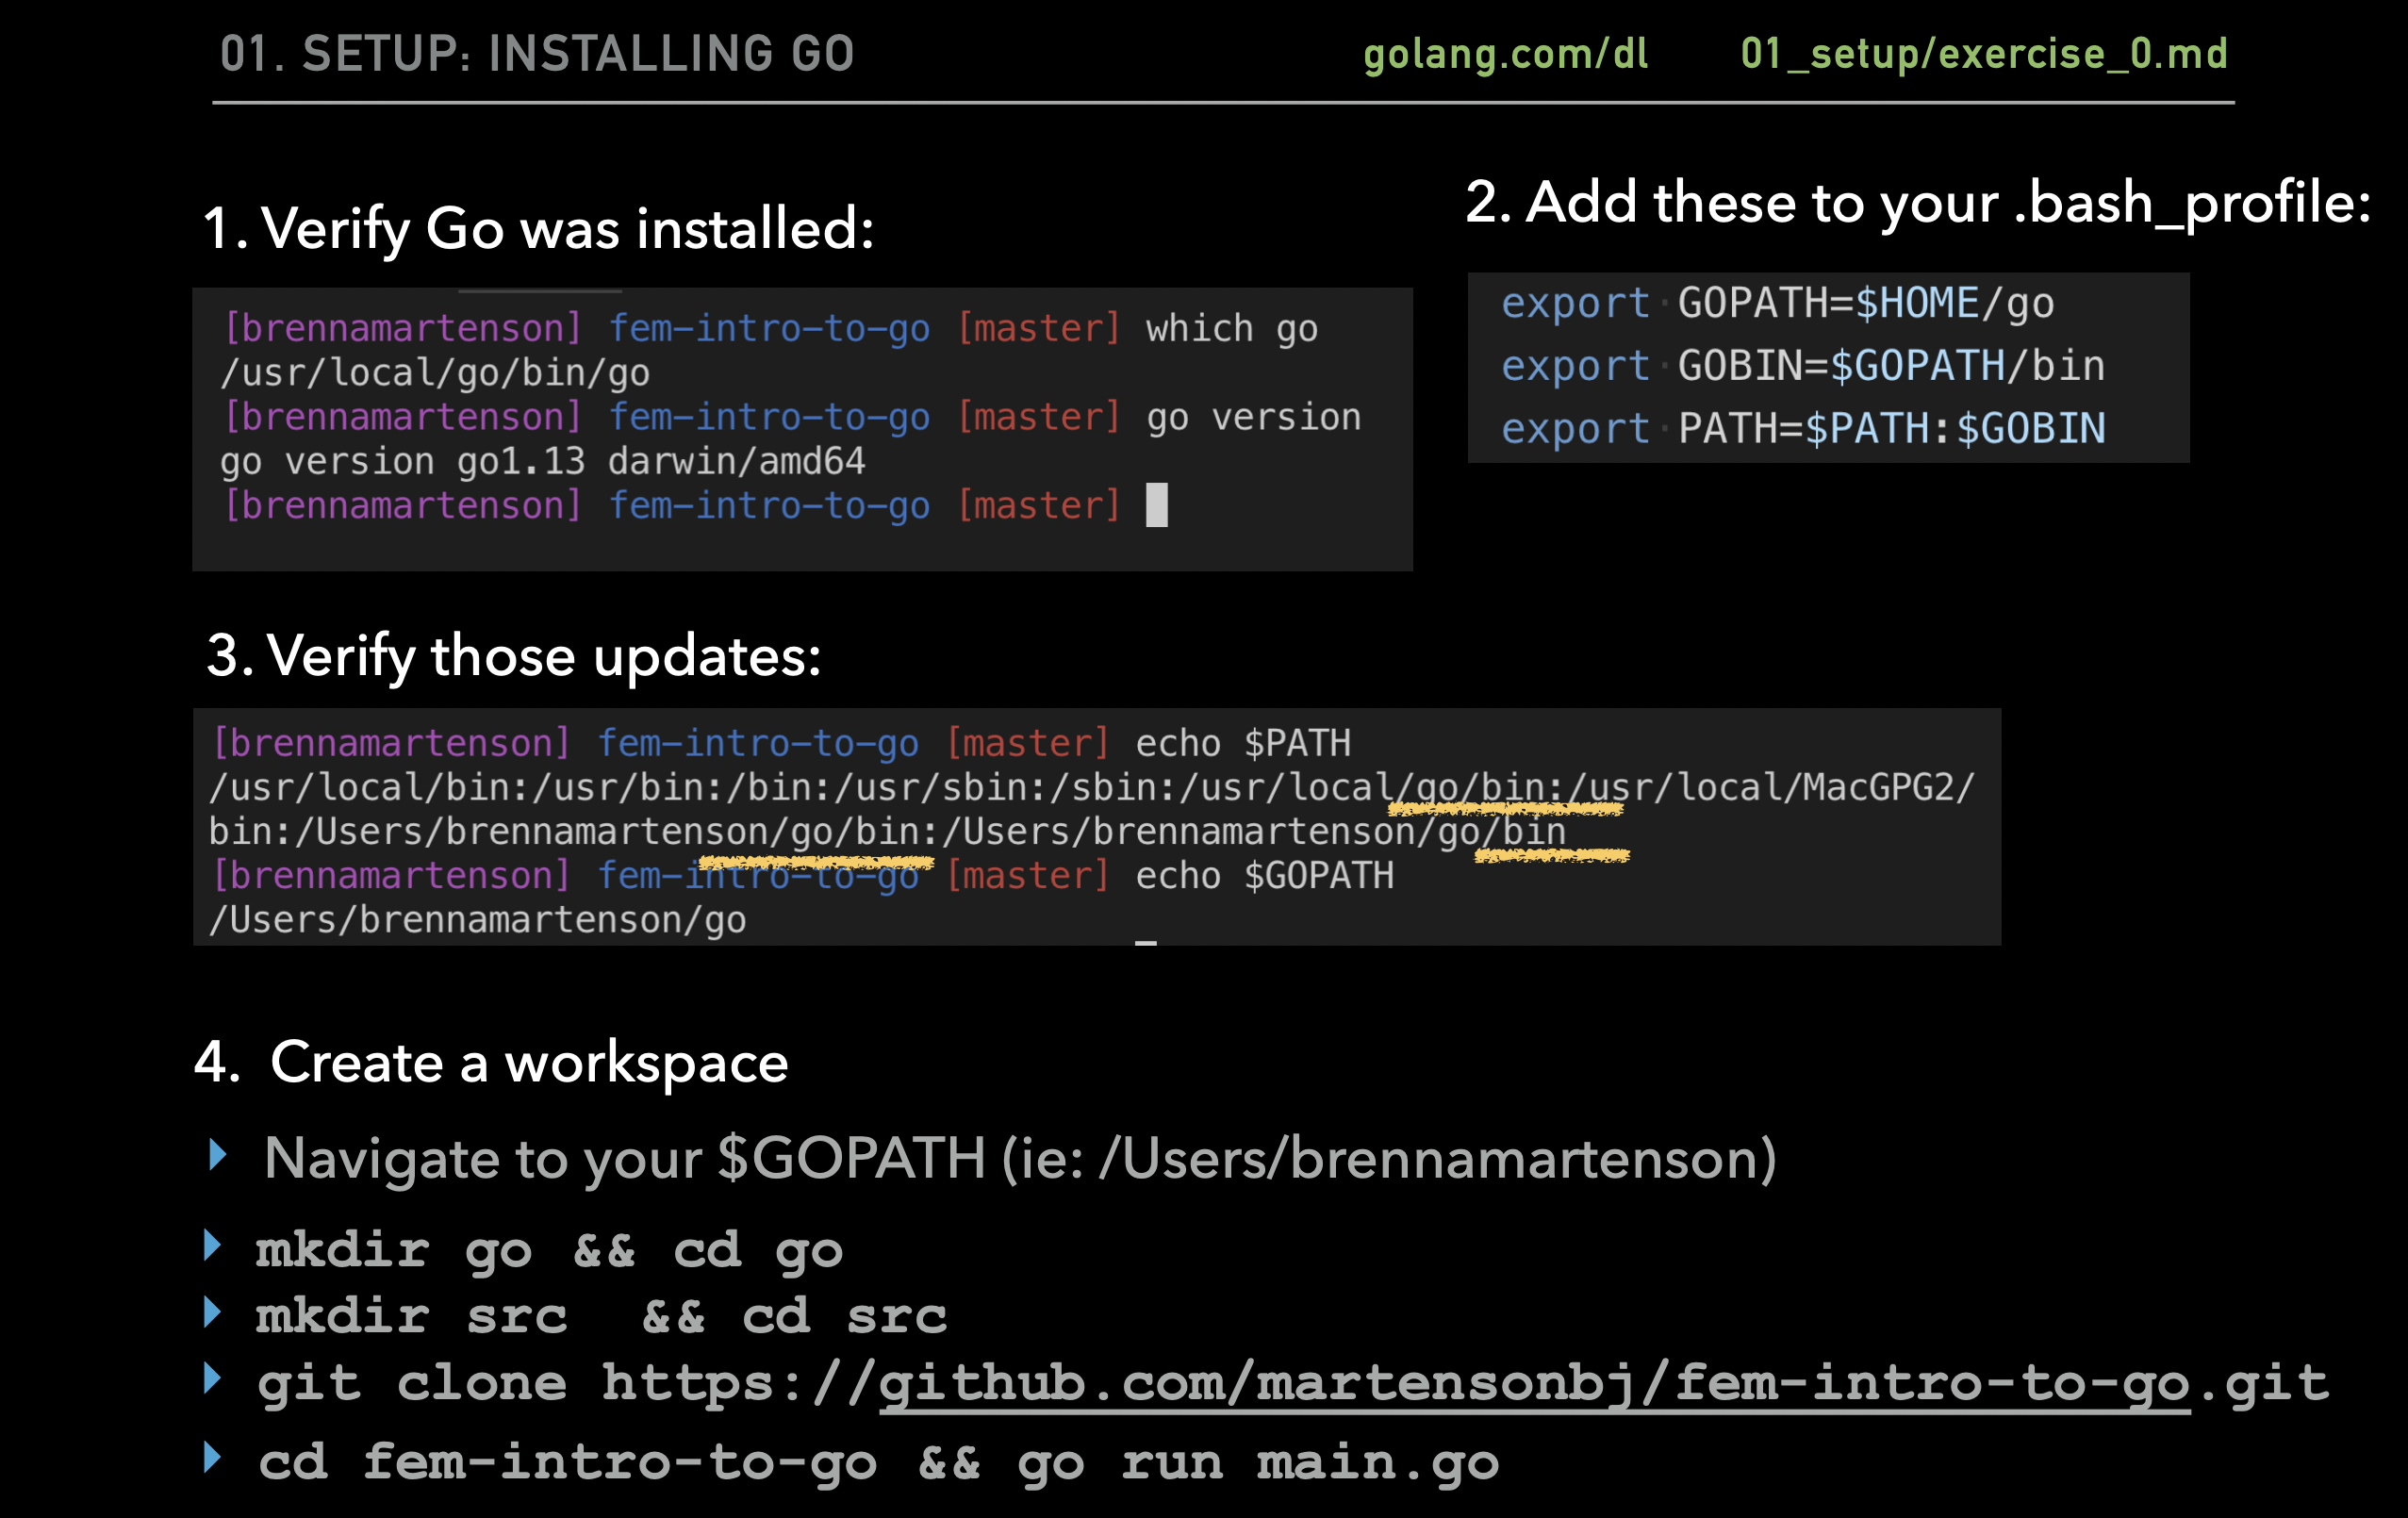 01. SETUP: INSTALLING GO
golang.com/dl
01_setup/exercise_0.md
1. Verify Go was installed:
[brennamartenson] fem-intro-to-go [master] which go
/usr/local/go/bin/go
[brennamartenson] fem-intro-to-go [master] go version
go version go1.13 darwin/amd64
[brennamartenson] fem-intro-to-go [master]
2. Add these to your .bash_profile:
export GOPATH=$HOME/go
export GOBIN=$GOPATH/bin
export PATH=$PATH:$GOBIN
3. Verify those updates:
[brennamartenson] fem-intro-to-go [master] echo $PATH
/usr/local/bin:/usr/bin:/bin:/usr/sbin:/sbin:/usr/local/go/bin:/usr/local/MacGPG2/
bin:/Users/brennamartenson/go/bin:/Users/brennamartenson/go/bin
[brennamartenson] fem-intro-to-go [master] echo $GOPATH
/Users/brennamartenson/go
4. Create a workspace
Navigate to your $GOPATH (ie: /Users/brennamartenson)
mkdir go && cd go
mkdir src && cd src
git clone https://github.com/martensonbj/fem-intro-to-go.git
cd fem-intro-to-go && go run main.go